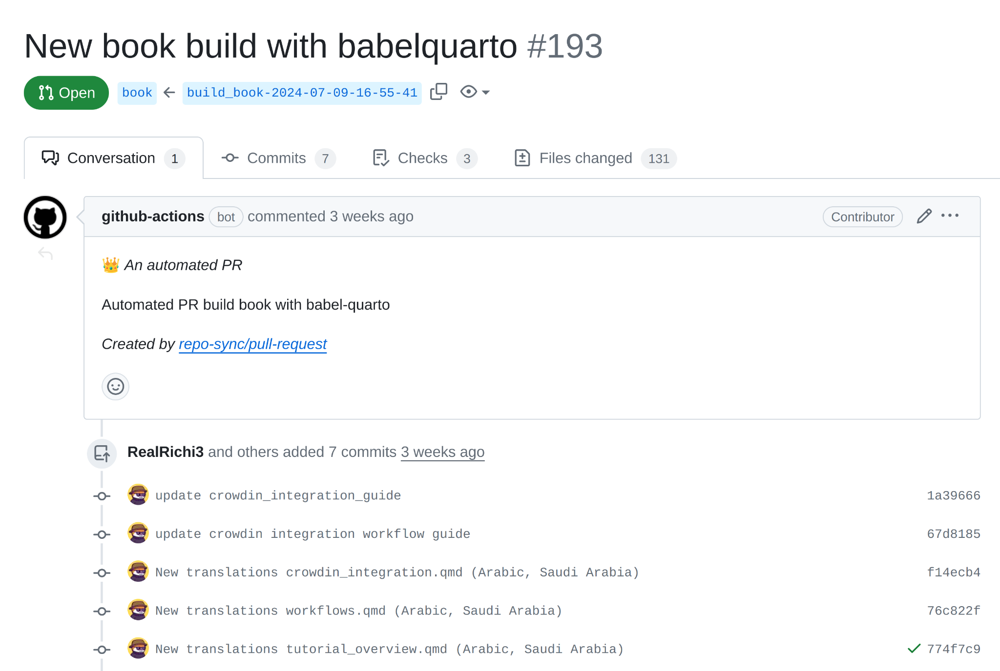 New book build with babelquarto #193
Open book ← build_book-2024-07-09-16-55-41
Conversation 1 Commits 7 Checks 3 Files changed 131
github-actions bot commented 3 weeks ago Contributor ···
👑 An automated PR
Automated PR build book with babel-quarto
Created by repo-sync/pull-request
RealRichi3 and others added 7 commits 3 weeks ago
update crowdin_integration_guide 1a39666
update crowdin integration workflow guide 67d8185
New translations crowdin_integration.qmd (Arabic, Saudi Arabia) f14ecb4
New translations workflows.qmd (Arabic, Saudi Arabia) 76c822f
New translations tutorial_overview.qmd (Arabic, Saudi Arabia) 774f7c9